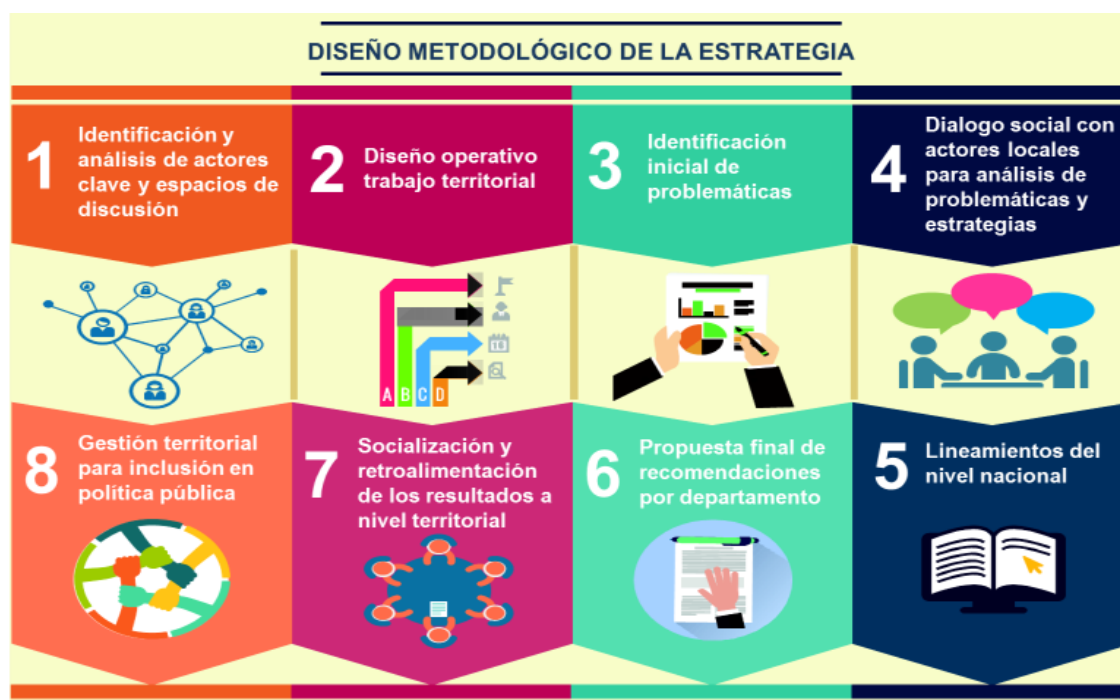 DISEÑO METODOLÓGICO DE LA ESTRATEGIA
1
Identificación y
análisis de actores
clave y espacios de
discusión
2
Diseño operativo
trabajo territorial
3
Identificación
inicial de
problemáticas
4
Dialogo social con
actores locales
para análisis de
problemáticas y
estrategias
A B C D
8
Gestión territorial
para inclusión en
política pública
7
Socialización y
retroalimentación
de los resultados a
nivel territorial
6
Propuesta final de
recomendaciones
por departamento
5
Lineamientos del
nivel nacional